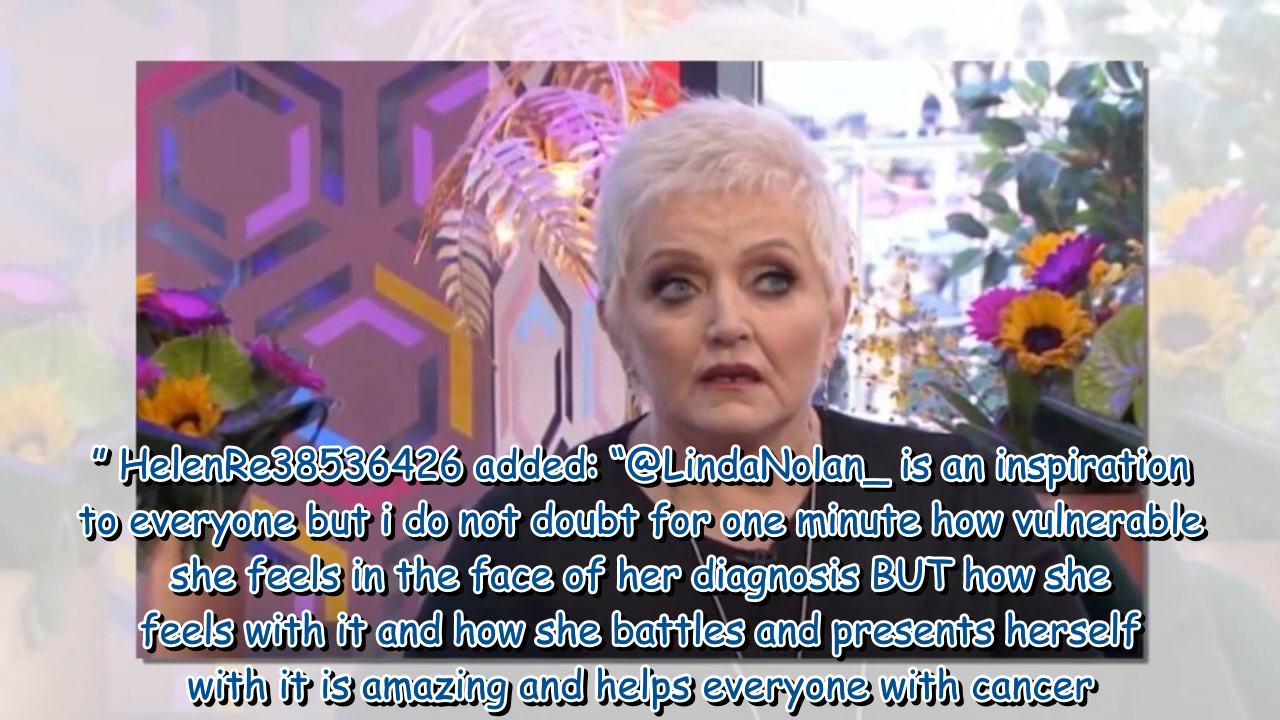 ” HelenRe38536426 added: “@LindaNolan_ is an inspiration
to everyone but i do not doubt for one minute how vulnerable
she feels in the face of her diagnosis BUT how she
feels with it and how she battles and presents herself
with it is amazing and helps everyone with cancer